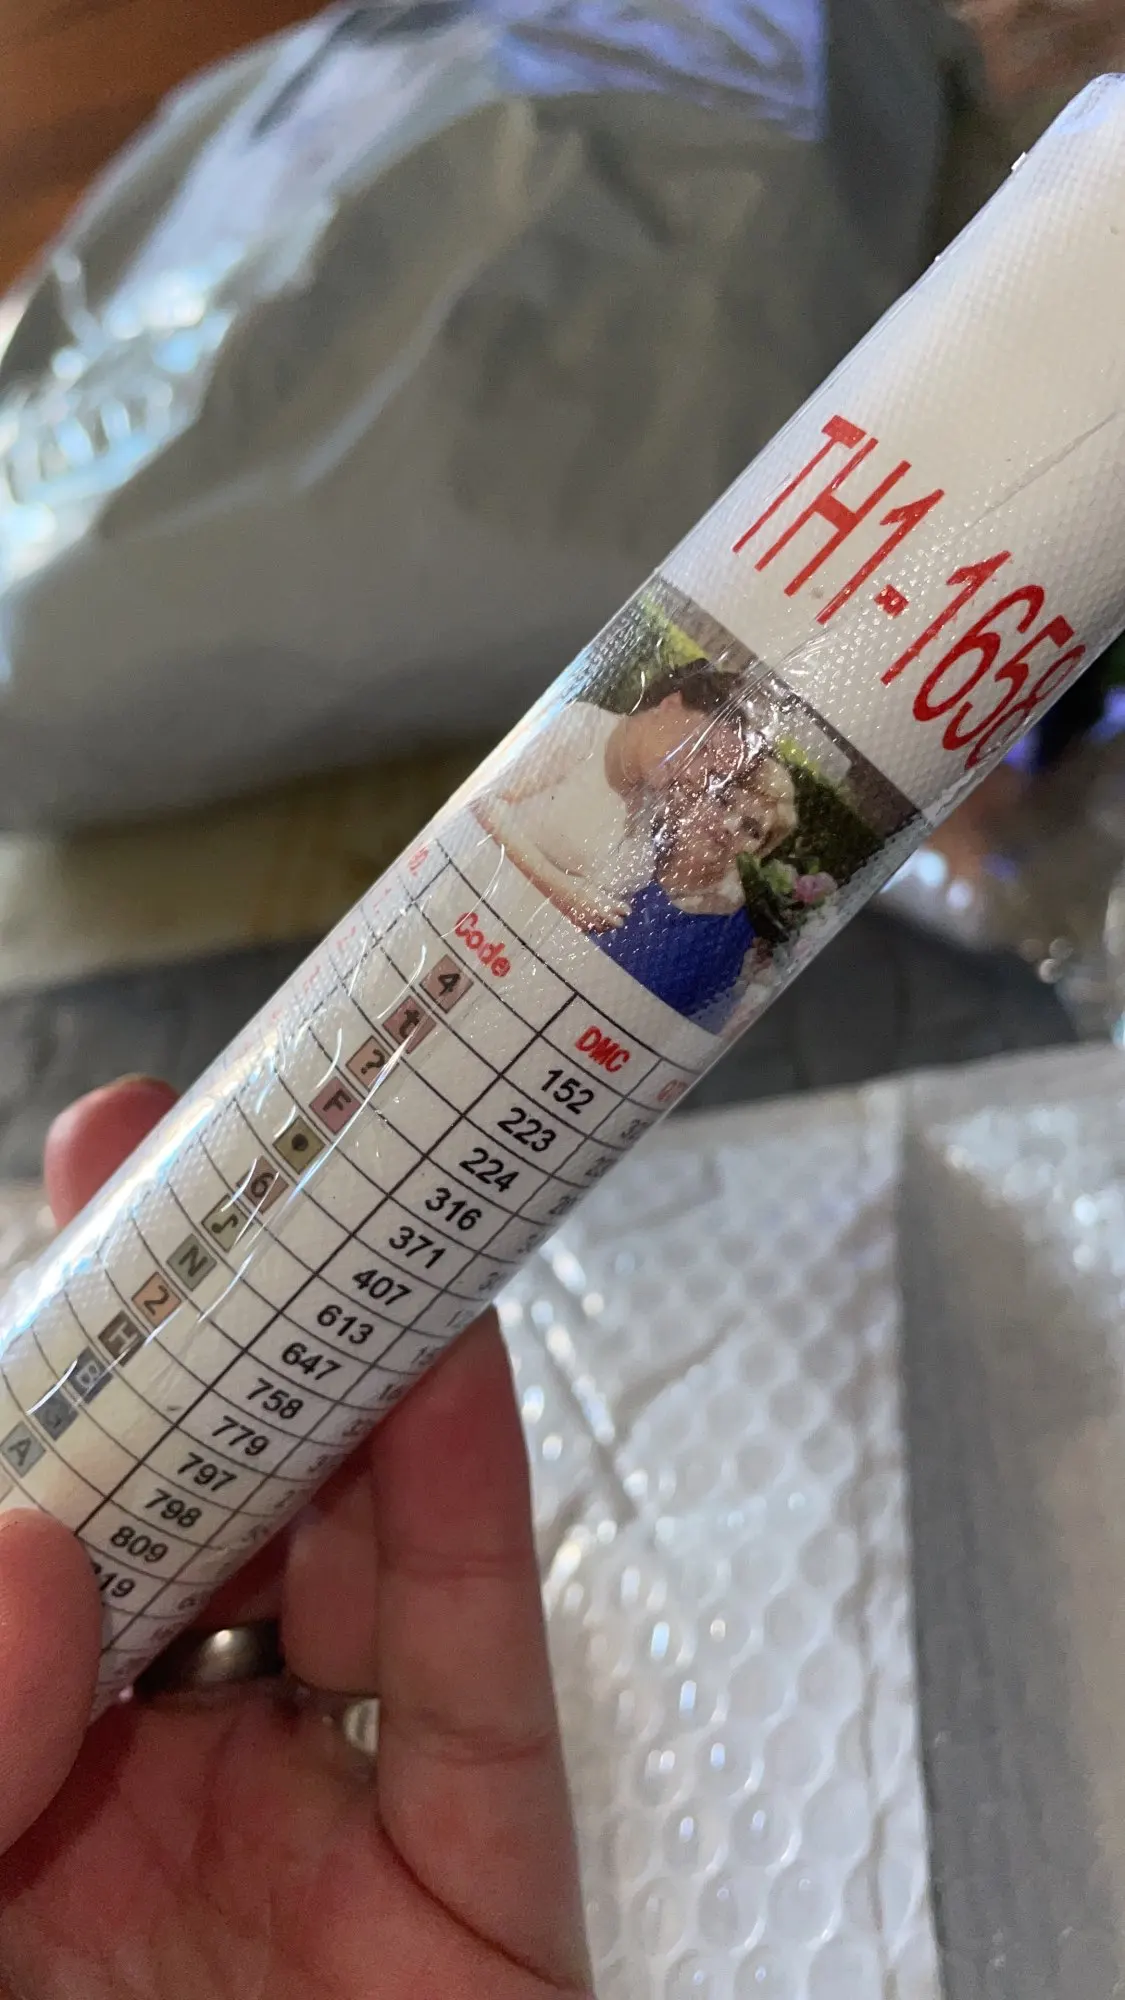 TH1-1658
Code
DMC
4 152
t 223
? 224
F 316
● 371
6 407
♪ 613
N 647
2 758
H 779
B 797
G 798
A 809